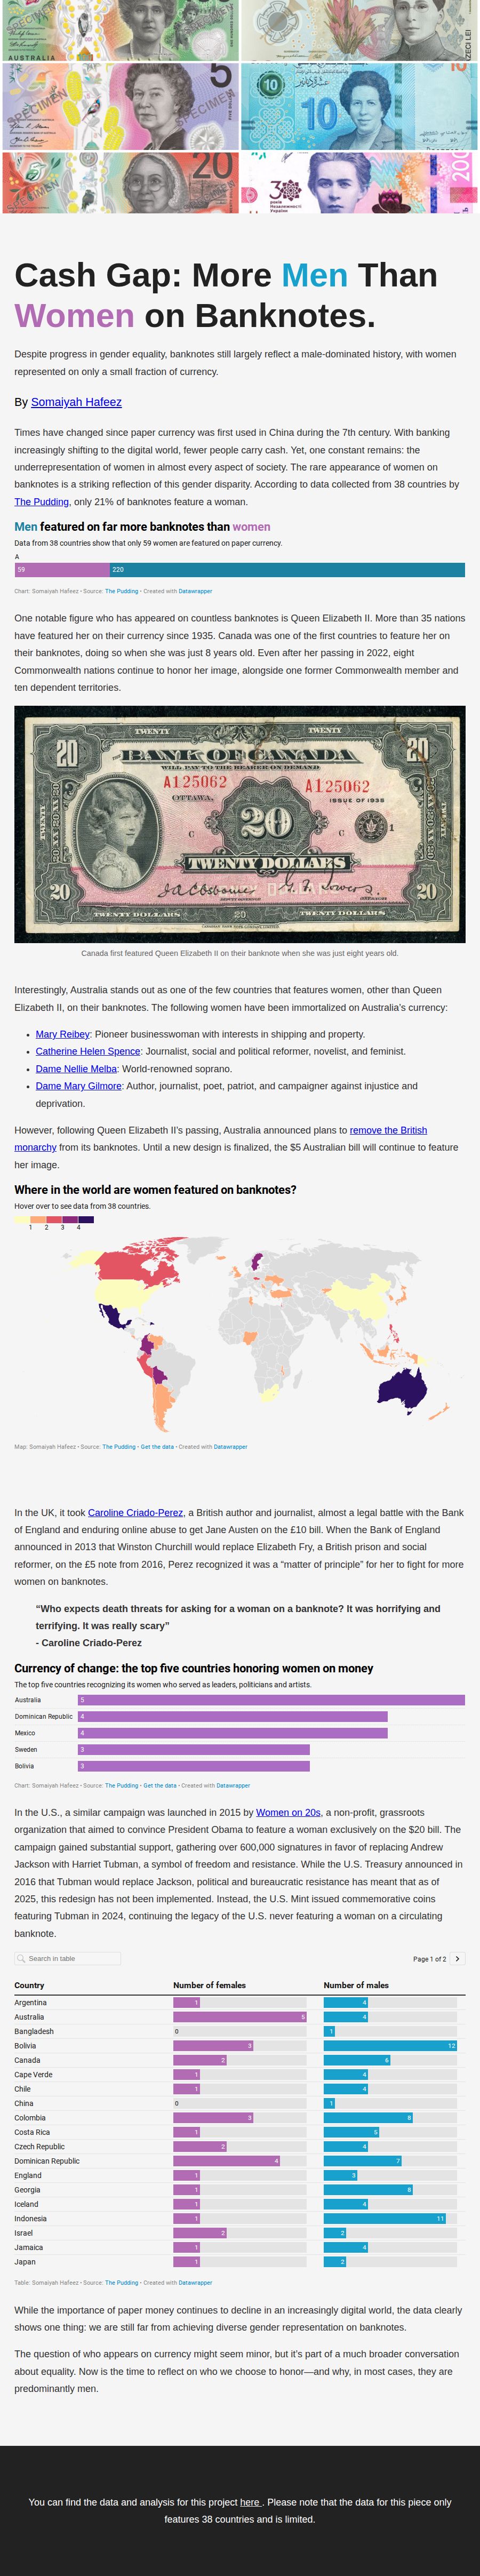 SPECIMEN
AUSTRALIA
5
SPECIMEN
SPECIMEN
10
10
20
SPECIMEN
30
років
Незалежності
України
200
Cash Gap: More Men Than
Women on Banknotes.
Despite progress in gender equality, banknotes still largely reflect a male-dominated history, with women
represented on only a small fraction of currency.
By Somaiyah Hafeez
Times have changed since paper currency was first used in China during the 7th century. With banking
increasingly shifting to the digital world, fewer people carry cash. Yet, one constant remains: the
underrepresentation of women in almost every aspect of society. The rare appearance of women on
banknotes is a striking reflection of this gender disparity. According to data collected from 38 countries by
The Pudding, only 21% of banknotes feature a woman.
Men featured on far more banknotes than women
Data from 38 countries show that only 59 women are featured on paper currency.
A
59 220
Chart: Somaiyah Hafeez • Source: The Pudding • Created with Datawrapper
One notable figure who has appeared on countless banknotes is Queen Elizabeth II. More than 35 nations
have featured her on their currency since 1935. Canada was one of the first countries to feature her on
their banknotes, doing so when she was just 8 years old. Even after her passing in 2022, eight
Commonwealth nations continue to honor her image, alongside one former Commonwealth member and
ten dependent territories.
TWENTY TWENTY
20 BANK OF CANADA 20
WILL PAY TO THE BEARER ON DEMAND
A125062 A125062
OTTAWA,
ISSUE OF 1935
C 20 C 1
TWENTY DOLLARS
20 20
TWENTY DOLLARS 20 TWENTY DOLLARS
Canada first featured Queen Elizabeth II on their banknote when she was just eight years old.
Interestingly, Australia stands out as one of the few countries that features women, other than Queen
Elizabeth II, on their banknotes. The following women have been immortalized on Australia's currency:
• Mary Reibey: Pioneer businesswoman with interests in shipping and property.
• Catherine Helen Spence: Journalist, social and political reformer, novelist, and feminist.
• Dame Nellie Melba: World-renowned soprano.
• Dame Mary Gilmore: Author, journalist, poet, patriot, and campaigner against injustice and
deprivation.
However, following Queen Elizabeth II's passing, Australia announced plans to remove the British
monarchy from its banknotes. Until a new design is finalized, the $5 Australian bill will continue to feature
her image.
Where in the world are women featured on banknotes?
Hover over to see data from 38 countries.
1 2 3 4
Map: Somaiyah Hafeez • Source: The Pudding • Get the data • Created with Datawrapper
In the UK, it took Caroline Criado-Perez, a British author and journalist, almost a legal battle with the Bank
of England and enduring online abuse to get Jane Austen on the £10 bill. When the Bank of England
announced in 2013 that Winston Churchill would replace Elizabeth Fry, a British prison and social
reformer, on the £5 note from 2016, Perez recognized it was a “matter of principle” for her to fight for more
women on banknotes.
“Who expects death threats for asking for a woman on a banknote? It was horrifying and
terrifying. It was really scary”
- Caroline Criado-Perez
Currency of change: the top five countries honoring women on money
The top five countries recognizing its women who served as leaders, politicians and artists.
Australia 5
Dominican Republic 4
Mexico 4
Sweden 3
Bolivia 3
Chart: Somaiyah Hafeez • Source: The Pudding • Get the data • Created with Datawrapper
In the U.S., a similar campaign was launched in 2015 by Women on 20s, a non-profit, grassroots
organization that aimed to convince President Obama to feature a woman exclusively on the $20 bill. The
campaign gained substantial support, gathering over 600,000 signatures in favor of replacing Andrew
Jackson with Harriet Tubman, a symbol of freedom and resistance. While the U.S. Treasury announced in
2016 that Tubman would replace Jackson, political and bureaucratic resistance has meant that as of
2025, this redesign has not been implemented. Instead, the U.S. Mint issued commemorative coins
featuring Tubman in 2024, continuing the legacy of the U.S. never featuring a woman on a circulating
banknote.
Search in table Page 1 of 2 >
Country Number of females Number of males
Argentina 1 4
Australia 5 4
Bangladesh 0 1
Bolivia 3 12
Canada 2 6
Cape Verde 1 4
Chile 1 4
China 0 1
Colombia 3 8
Costa Rica 1 5
Czech Republic 2 4
Dominican Republic 4 7
England 1 3
Georgia 1 8
Iceland 1 4
Indonesia 1 11
Israel 2 2
Jamaica 1 4
Japan 1 2
Table: Somaiyah Hafeez • Source: The Pudding • Created with Datawrapper
While the importance of paper money continues to decline in an increasingly digital world, the data clearly
shows one thing: we are still far from achieving diverse gender representation on banknotes.
The question of who appears on currency might seem minor, but it's part of a much broader conversation
about equality. Now is the time to reflect on who we choose to honor—and why, in most cases, they are
predominantly men.
You can find the data and analysis for this project here . Please note that the data for this piece only
features 38 countries and is limited.